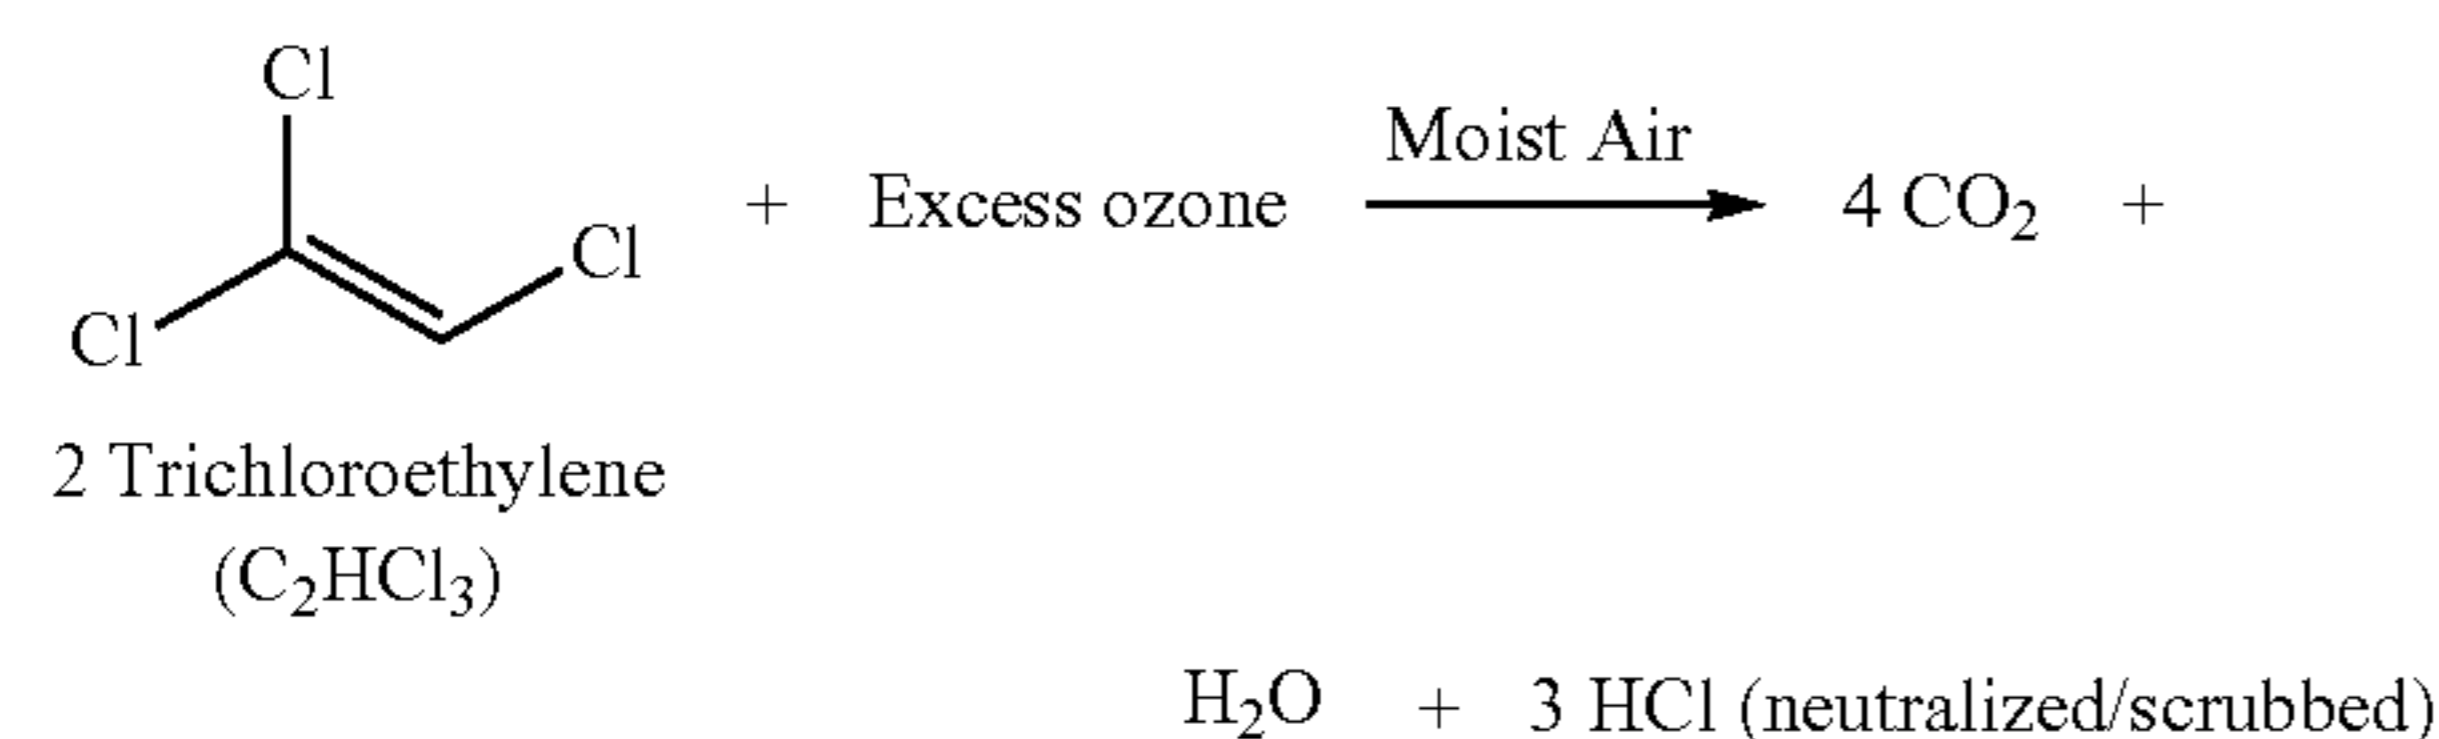 Cl
Moist Air
+ Excess ozone 4 CO₂ +
Cl
Cl
2 Trichloroethylene
(C₂HCl₃)
H₂O + 3 HCl (neutralized/scrubbed)